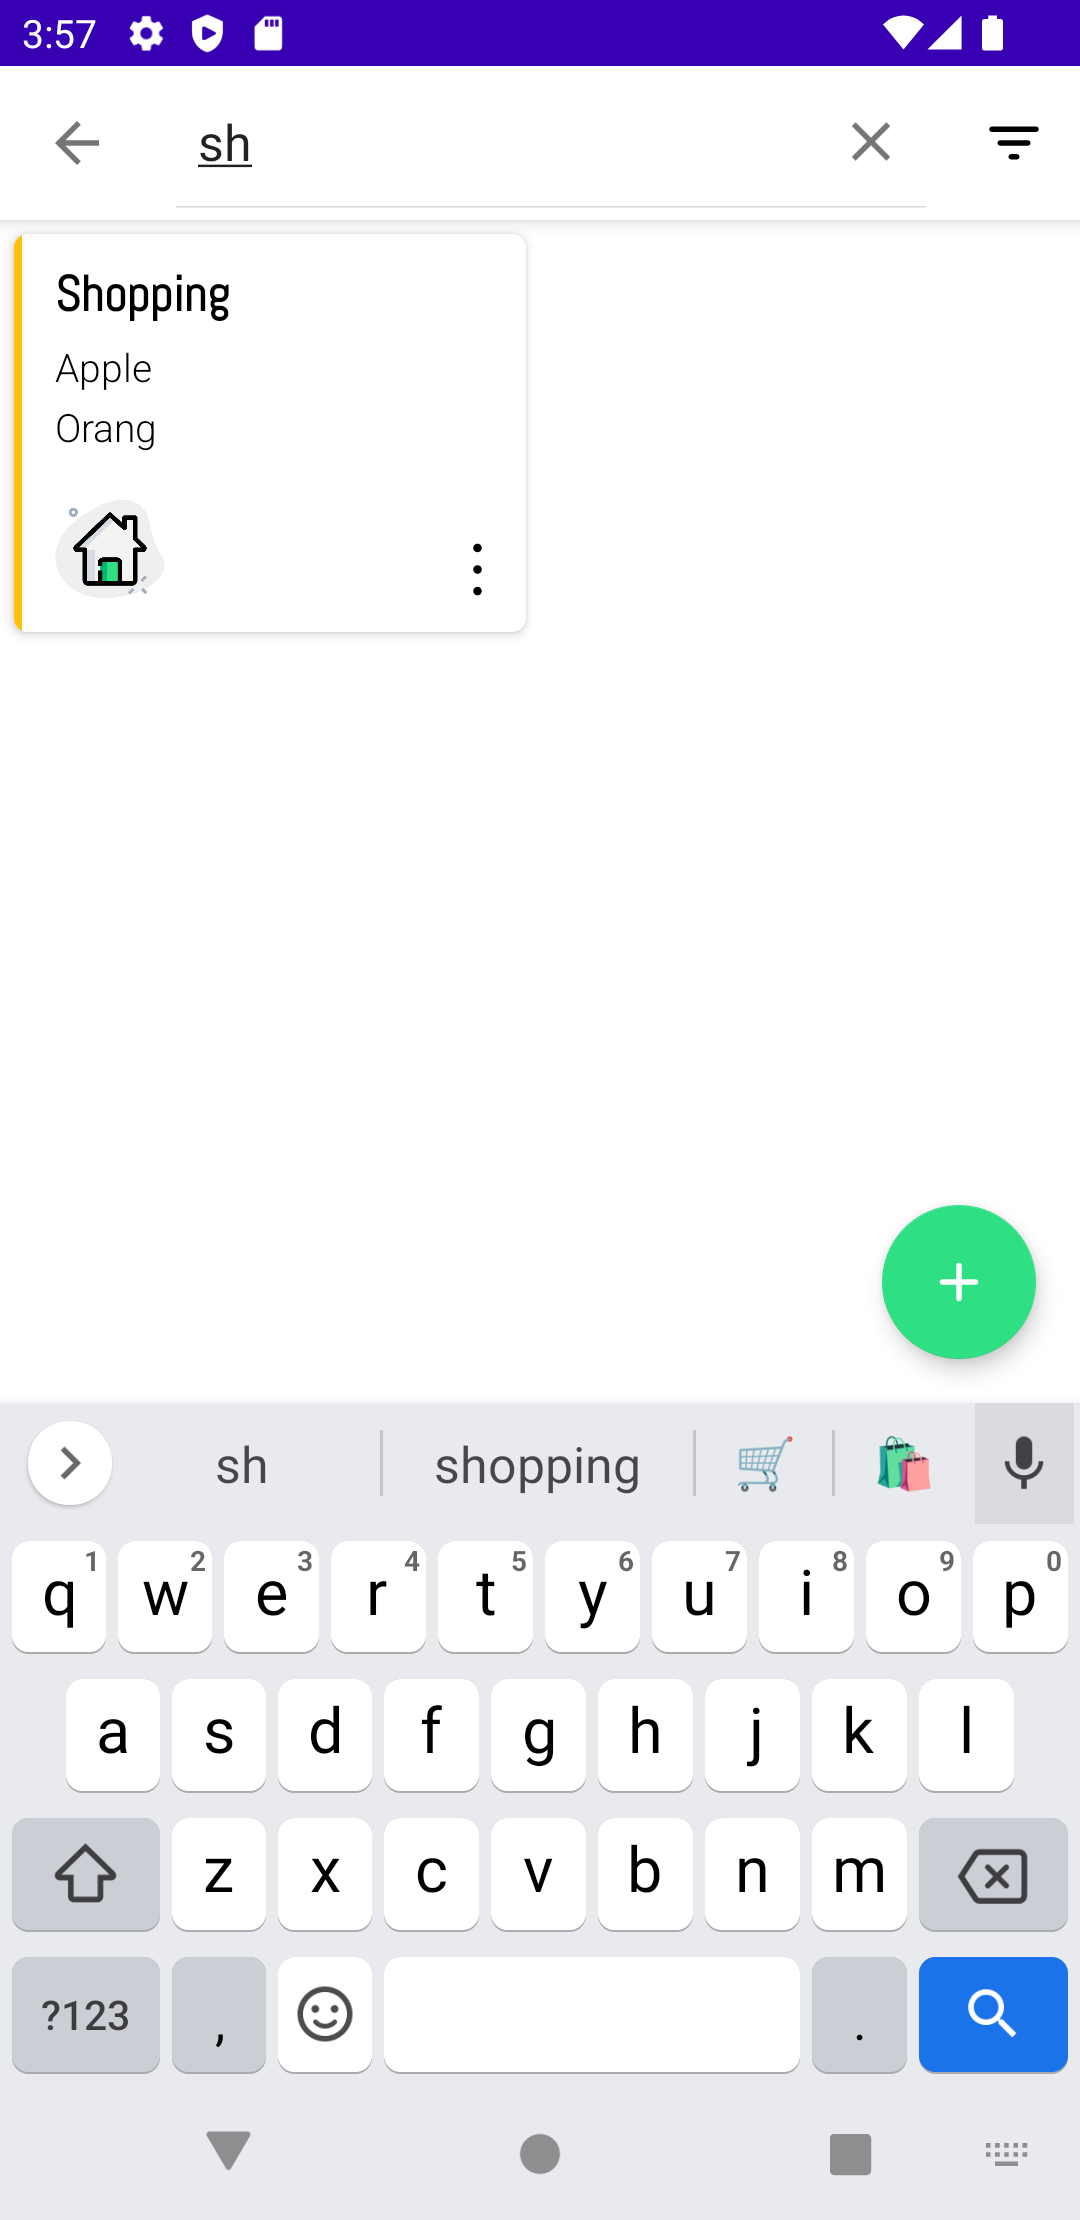 3:57
sh
Shopping
Apple
Orang
sh shopping
q 1 w 2 e 3 r 4 t 5 y 6 u 7 i 8 o 9 p 0
a s d f g h j k l
z x c v b n m
?123 , .